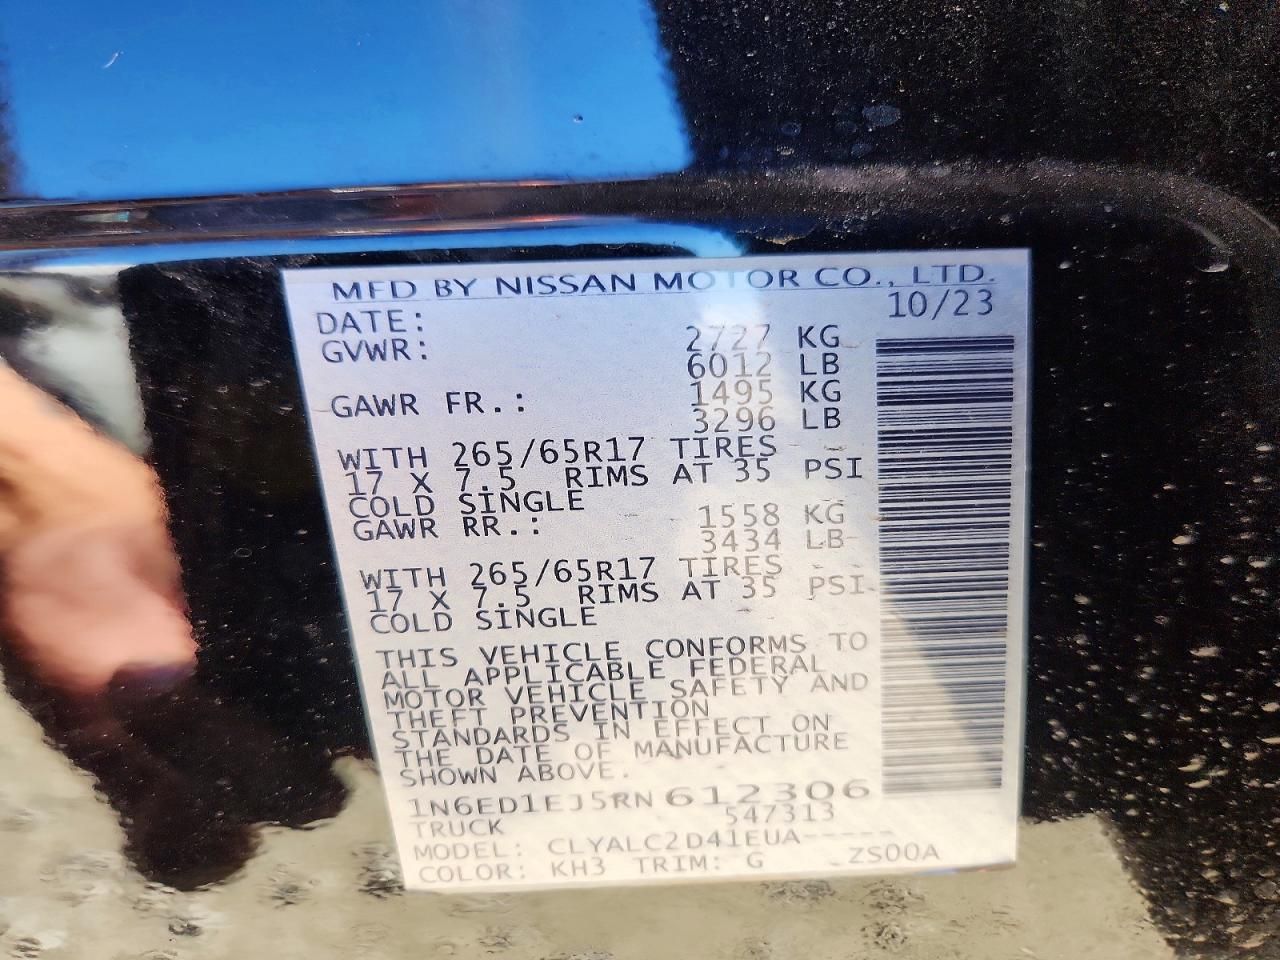 MFD BY NISSAN MOTOR CO., LTD.
DATE: 10/23
GVWR: 2727 KG
6012 LB
GAWR FR.: 1495 KG
3296 LB
WITH 265/65R17 TIRES
17 X 7.5 RIMS AT 35 PSI
COLD SINGLE
GAWR RR.: 1558 KG
3434 LB
WITH 265/65R17 TIRES
17 X 7.5 RIMS AT 35 PSI
COLD SINGLE
THIS VEHICLE CONFORMS TO
ALL APPLICABLE FEDERAL
MOTOR VEHICLE SAFETY AND
THEFT PREVENTION
STANDARDS IN EFFECT ON
THE DATE OF MANUFACTURE
SHOWN ABOVE.
1N6ED1EJ5RN612306
TRUCK 547313
MODEL: CLYALC2D41EUA-----
COLOR: KH3 TRIM: G ZS00A